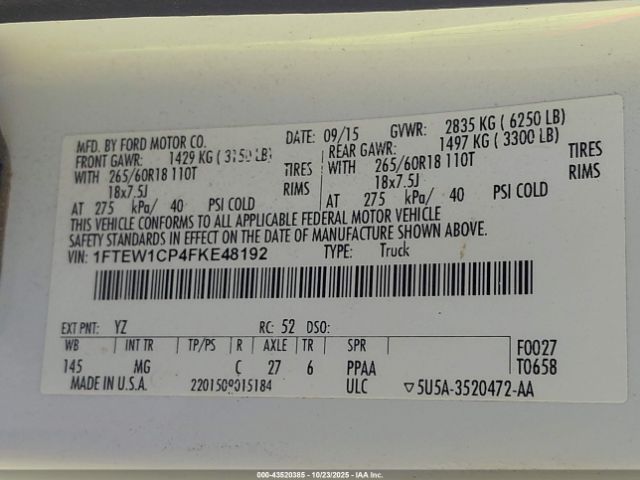 MFD. BY FORD MOTOR CO. DATE: 09/15 GVWR: 2835 KG ( 6250 LB)
FRONT GAWR: 1429 KG ( 3150 LB) REAR GAWR: 1497 KG ( 3300 LB)
WITH 265/60R18 110T TIRES WITH 265/60R18 110T TIRES
18x7.5J RIMS 18x7.5J RIMS
AT 275 kPa/ 40 PSI COLD AT 275 kPa/ 40 PSI COLD
THIS VEHICLE CONFORMS TO ALL APPLICABLE FEDERAL MOTOR VEHICLE
SAFETY STANDARDS IN EFFECT ON THE DATE OF MANUFACTURE SHOWN ABOVE.
VIN: 1FTEW1CP4FKE48192 TYPE: Truck
EXT PNT: YZ RC: 52 DSO:
WB INT TR TP/PS R AXLE TR SPR F0027
145 MG C 27 6 PPAA T0658
MADE IN U.S.A. 2201509015184 ULC ▽5U5A-3520472-AA
000-43520385 - 10/23/2025 - IAAI, Inc.